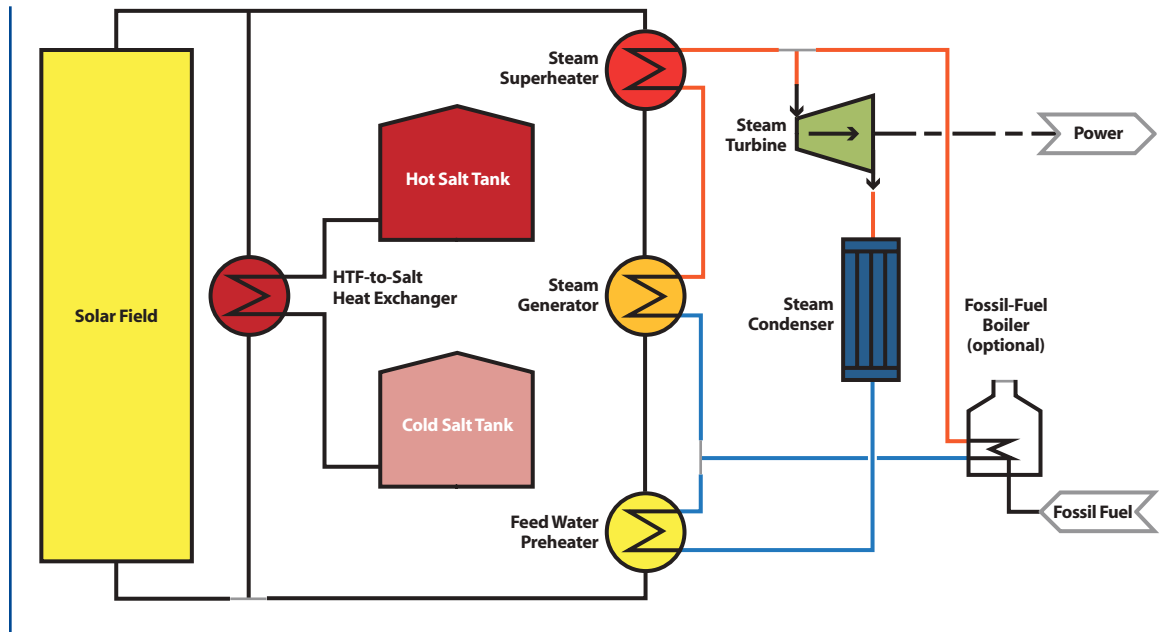 Steam
Superheater
Steam
Turbine
Power
Hot Salt Tank
HTF-to-Salt
Heat Exchanger
Solar Field
Steam
Generator
Steam
Condenser
Fossil-Fuel
Boiler
(optional)
Cold Salt Tank
Feed Water
Preheater
Fossil Fuel